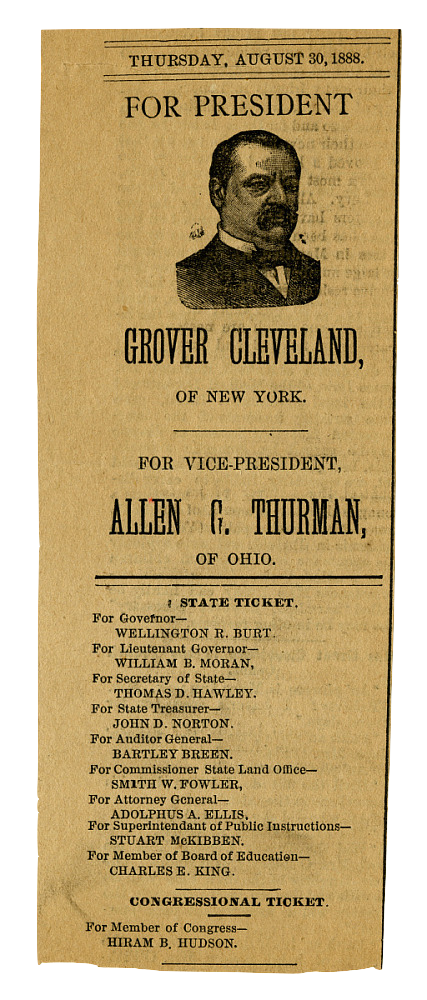 THURSDAY, AUGUST 30, 1888.
FOR PRESIDENT
GROVER CLEVELAND,
OF NEW YORK.
FOR VICE-PRESIDENT,
ALLEN G. THURMAN,
OF OHIO.
STATE TICKET.
For Governor—
WELLINGTON R. BURT.
For Lieutenant Governor—
WILLIAM B. MORAN,
For Secretary of State—
THOMAS D. HAWLEY.
For State Treasurer—
JOHN D. NORTON.
For Auditor General—
BARTLEY BREEN.
For Commissioner State Land Office—
SMITH W. FOWLER,
For Attorney General—
ADOLPHUS A. ELLIS,
For Superintendant of Public Instructions—
STUART McKIBBEN.
For Member of Board of Education—
CHARLES E. KING.
CONGRESSIONAL TICKET.
For Member of Congress—
HIRAM B. HUDSON.